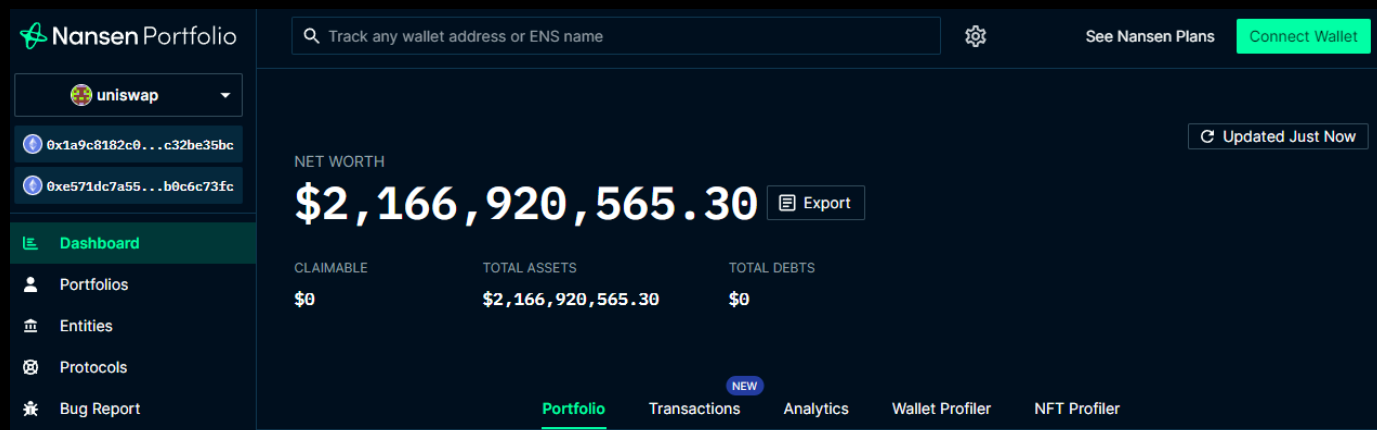 Nansen Portfolio
Track any wallet address or ENS name
See Nansen Plans
Connect Wallet
uniswap
0x1a9c8182c0...c32be35bc
0xe571dc7a55...b0c6c73fc
Dashboard
Portfolios
Entities
Protocols
Bug Report
Updated Just Now
NET WORTH
$2,166,920,565.30
Export
CLAIMABLE
TOTAL ASSETS
TOTAL DEBTS
$0
$2,166,920,565.30
$0
NEW
Portfolio
Transactions
Analytics
Wallet Profiler
NFT Profiler